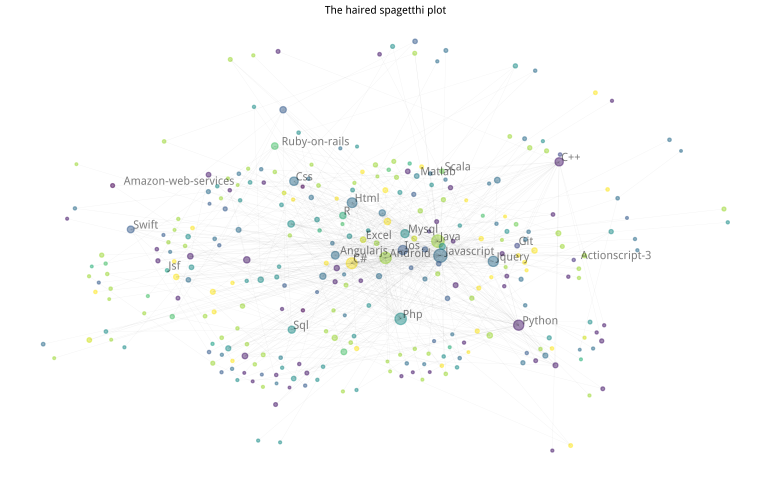 The haired spagetthi plot
Ruby-on-rails
C++
Scala
Matlab
Css
Amazon-web-services
Html
R
Swift
Mysql
Excel
Java
Git
Ios
Angularjs
Android
Javascript
Actionscript-3
C#
Jquery
Jsf
Php
Python
Sql